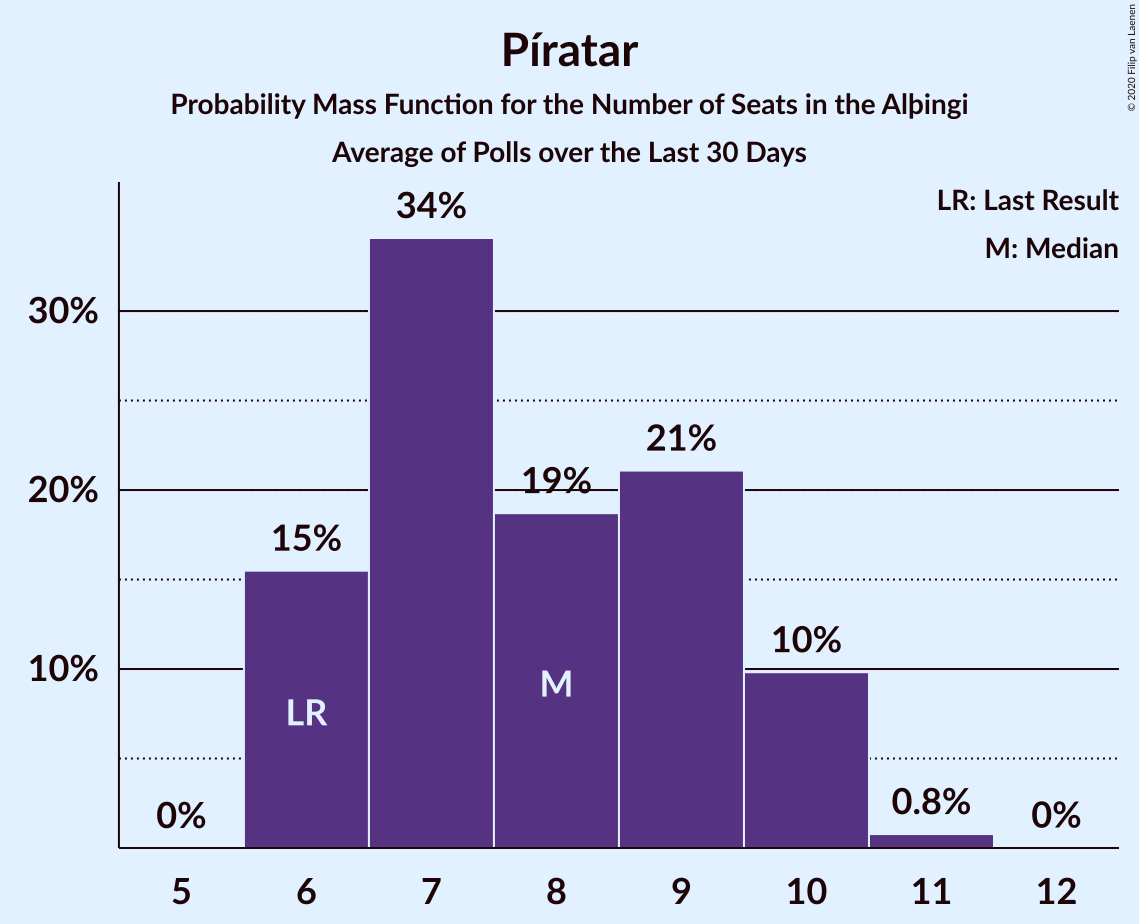 Píratar
Probability Mass Function for the Number of Seats in the Alþingi
Average of Polls over the Last 30 Days
© 2020 Filip van Laenen
LR: Last Result
M: Median
34%
30%
21%
20%
19%
15%
10%
10%
LR
M
0%
0.8%
0%
5 6 7 8 9 10 11 12